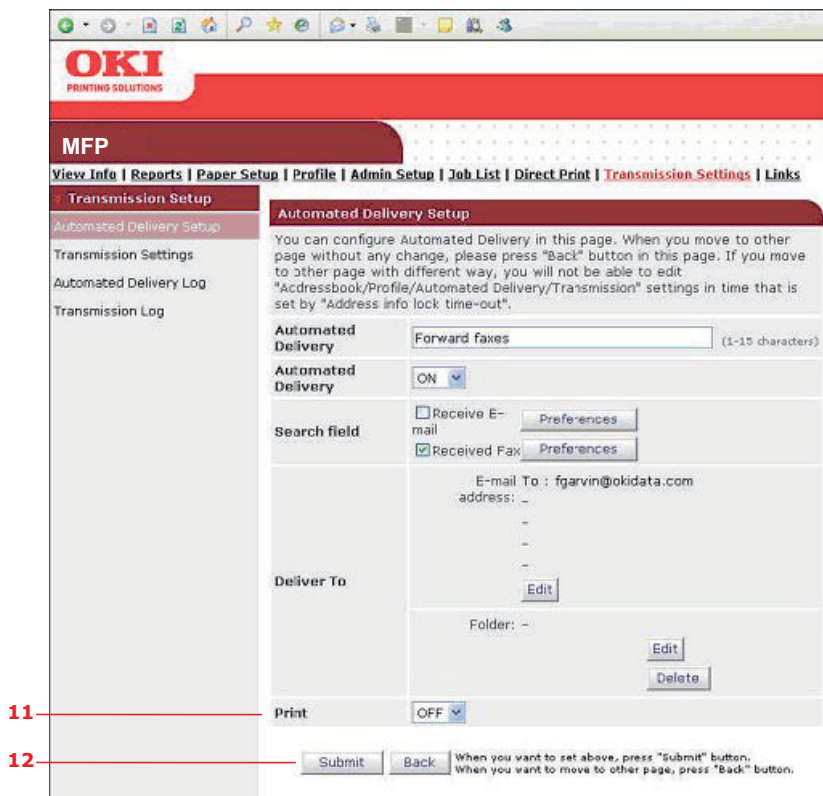 OKI
PRINTING SOLUTIONS
MFP
View Info | Reports | Paper Setup | Profile | Admin Setup | Job List | Direct Print | Transmission Settings | Links
Transmission Setup
Automated Delivery Setup
Transmission Settings
Automated Delivery Log
Transmission Log
Automated Delivery Setup
You can configure Automated Delivery in this page. When you move to other
page without any change, please press "Back" button in this page. If you move
to other page with different way, you will not be able to edit
"Acdressbook/Profile/Automated Delivery/Transmission" settings in time that is
set by "Address info lock time-out".
Automated
Delivery
Forward faxes
(1-15 characters)
Automated
Delivery
ON
Search field
Receive E-
mail
Preferences
Received Fax
Preferences
Deliver To
E-mail To : fgarvin@okidata.com
address: -
-
-
-
Edit
Folder: -
Edit
Delete
11
Print
OFF
12
Submit
Back
When you want to set above, press "Submit" button.
When you want to move to other page, press "Back" button.